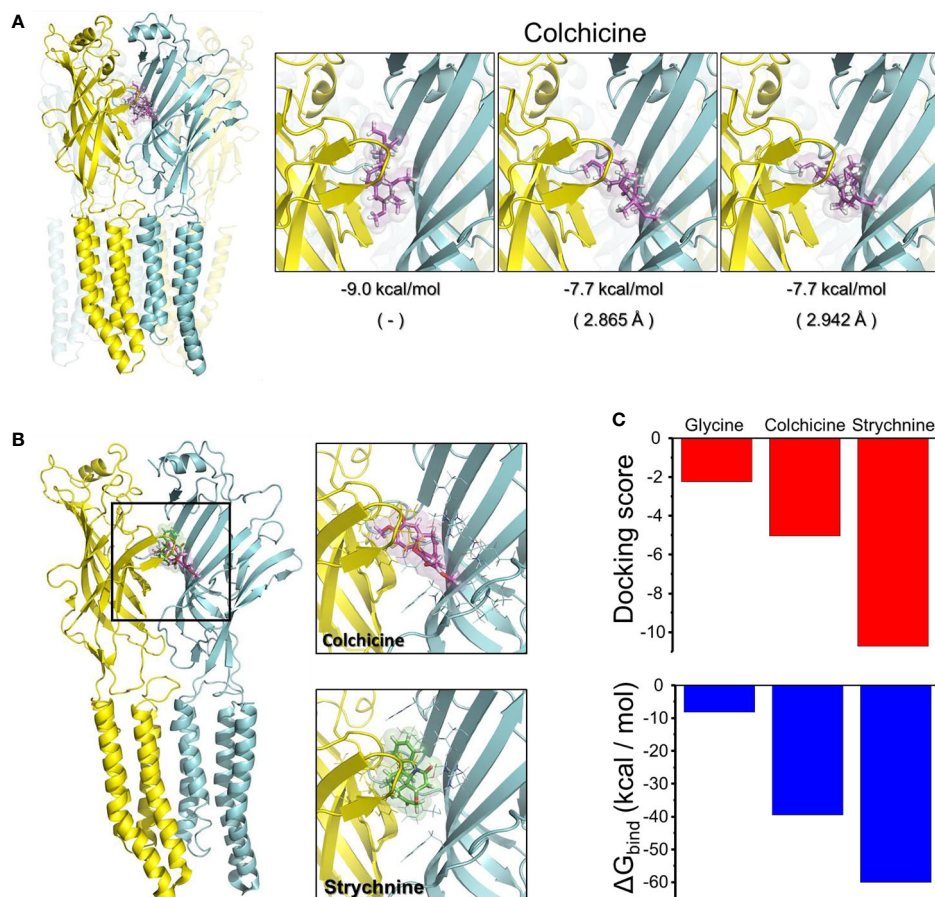 A
Colchicine
-9.0 kcal/mol
-7.7 kcal/mol
-7.7 kcal/mol
( - )
( 2.865 Å )
( 2.942 Å )
B
Colchicine
Strychnine
C
Glycine Colchicine Strychnine
Docking score
0
-2
-4
-6
-8
-10
ΔGbind (kcal / mol)
0
-10
-20
-30
-40
-50
-60